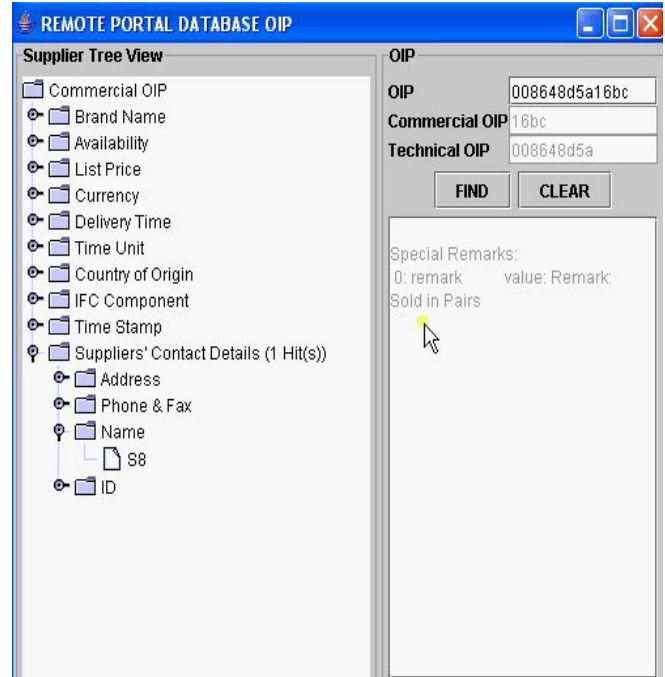 REMOTE PORTAL DATABASE OIP
Supplier Tree View
Commercial OIP
Brand Name
Availability
List Price
Currency
Delivery Time
Time Unit
Country of Origin
IFC Component
Time Stamp
Suppliers' Contact Details (1 Hit(s))
Address
Phone & Fax
Name
S8
ID
OIP
OIP 008648d5a16bc
Commercial OIP 16bc
Technical OIP 008648d5a
FIND CLEAR
Special Remarks:
0: remark value: Remark:
Sold in Pairs